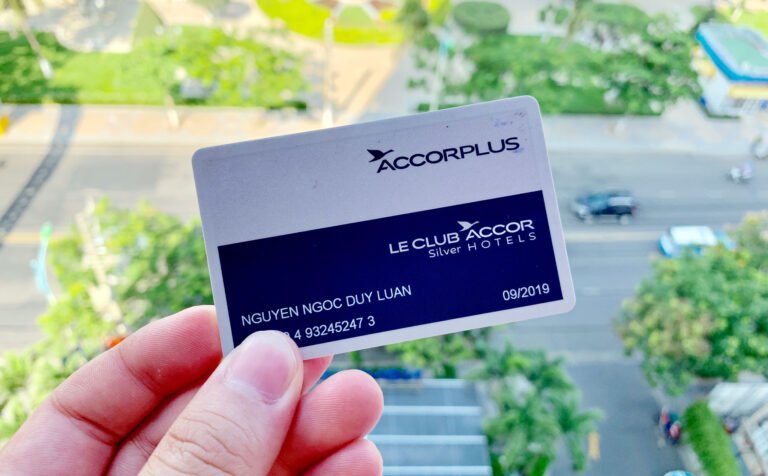 ACCORPLUS
LE CLUB ACCOR
Silver HOTELS
NGUYEN NGOC DUY LUAN
09/2019
4 93245247 3